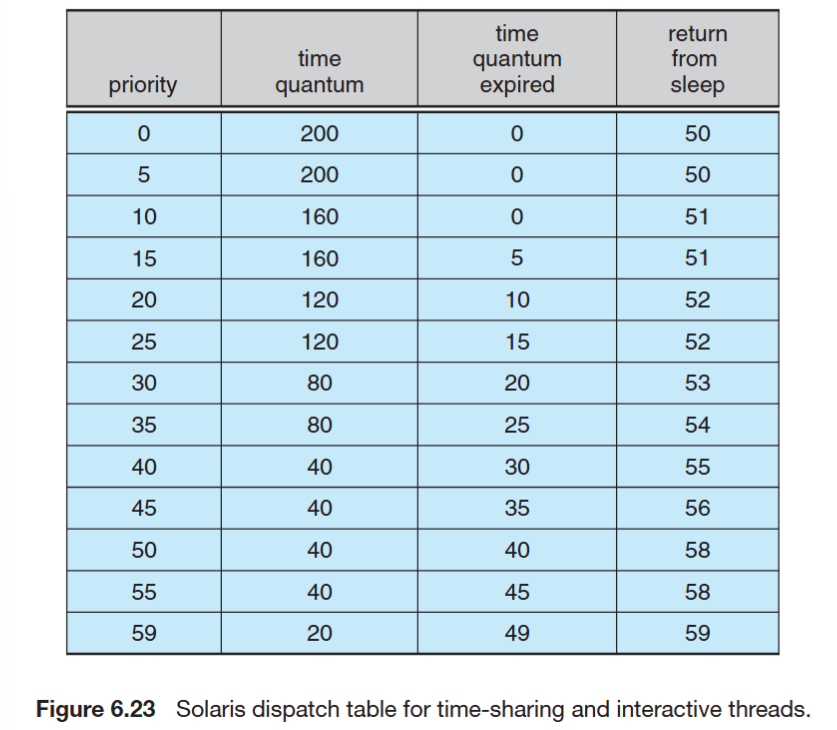 priority time quantum time quantum expired return from sleep
0 200 0 50
5 200 0 50
10 160 0 51
15 160 5 51
20 120 10 52
25 120 15 52
30 80 20 53
35 80 25 54
40 40 30 55
45 40 35 56
50 40 40 58
55 40 45 58
59 20 49 59
Figure 6.23 Solaris dispatch table for time-sharing and interactive threads.